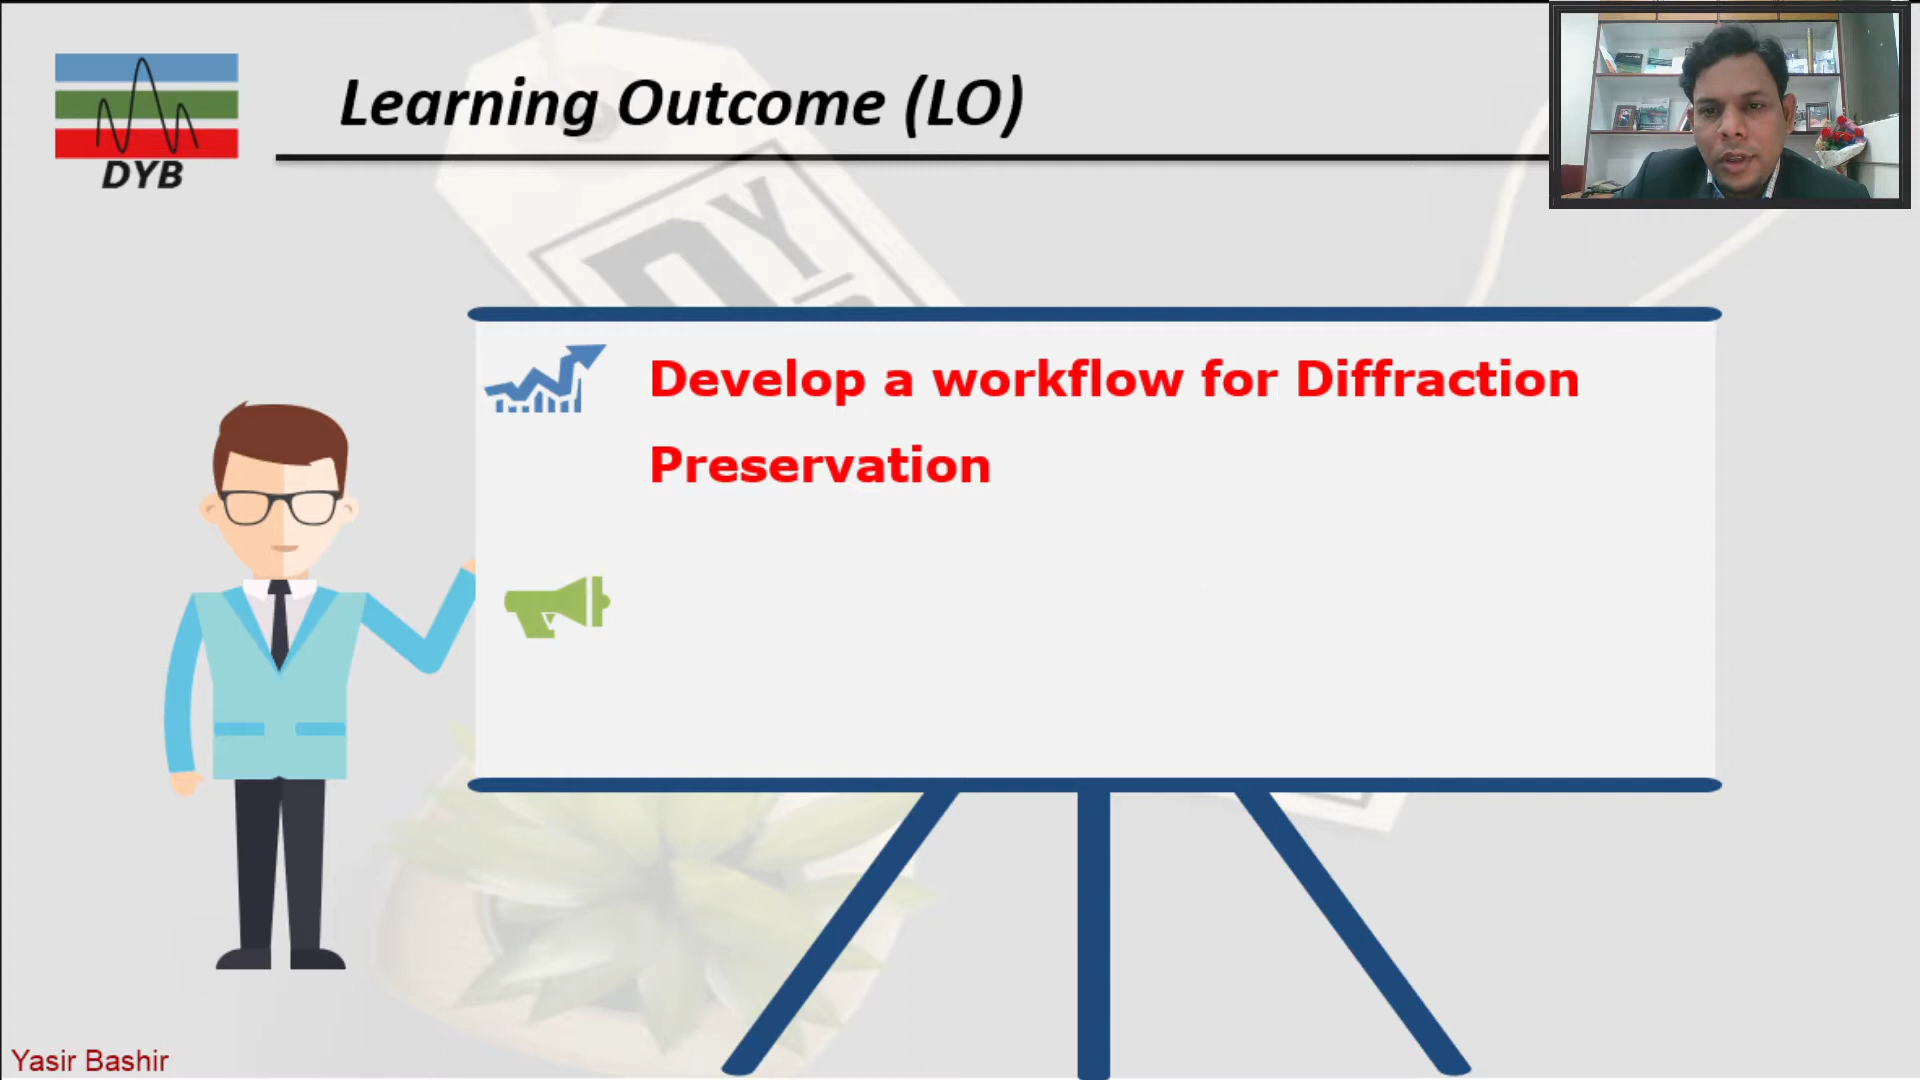 Learning Outcome (LO)
DYB
Develop a workflow for Diffraction
Preservation
Yasir Bashir